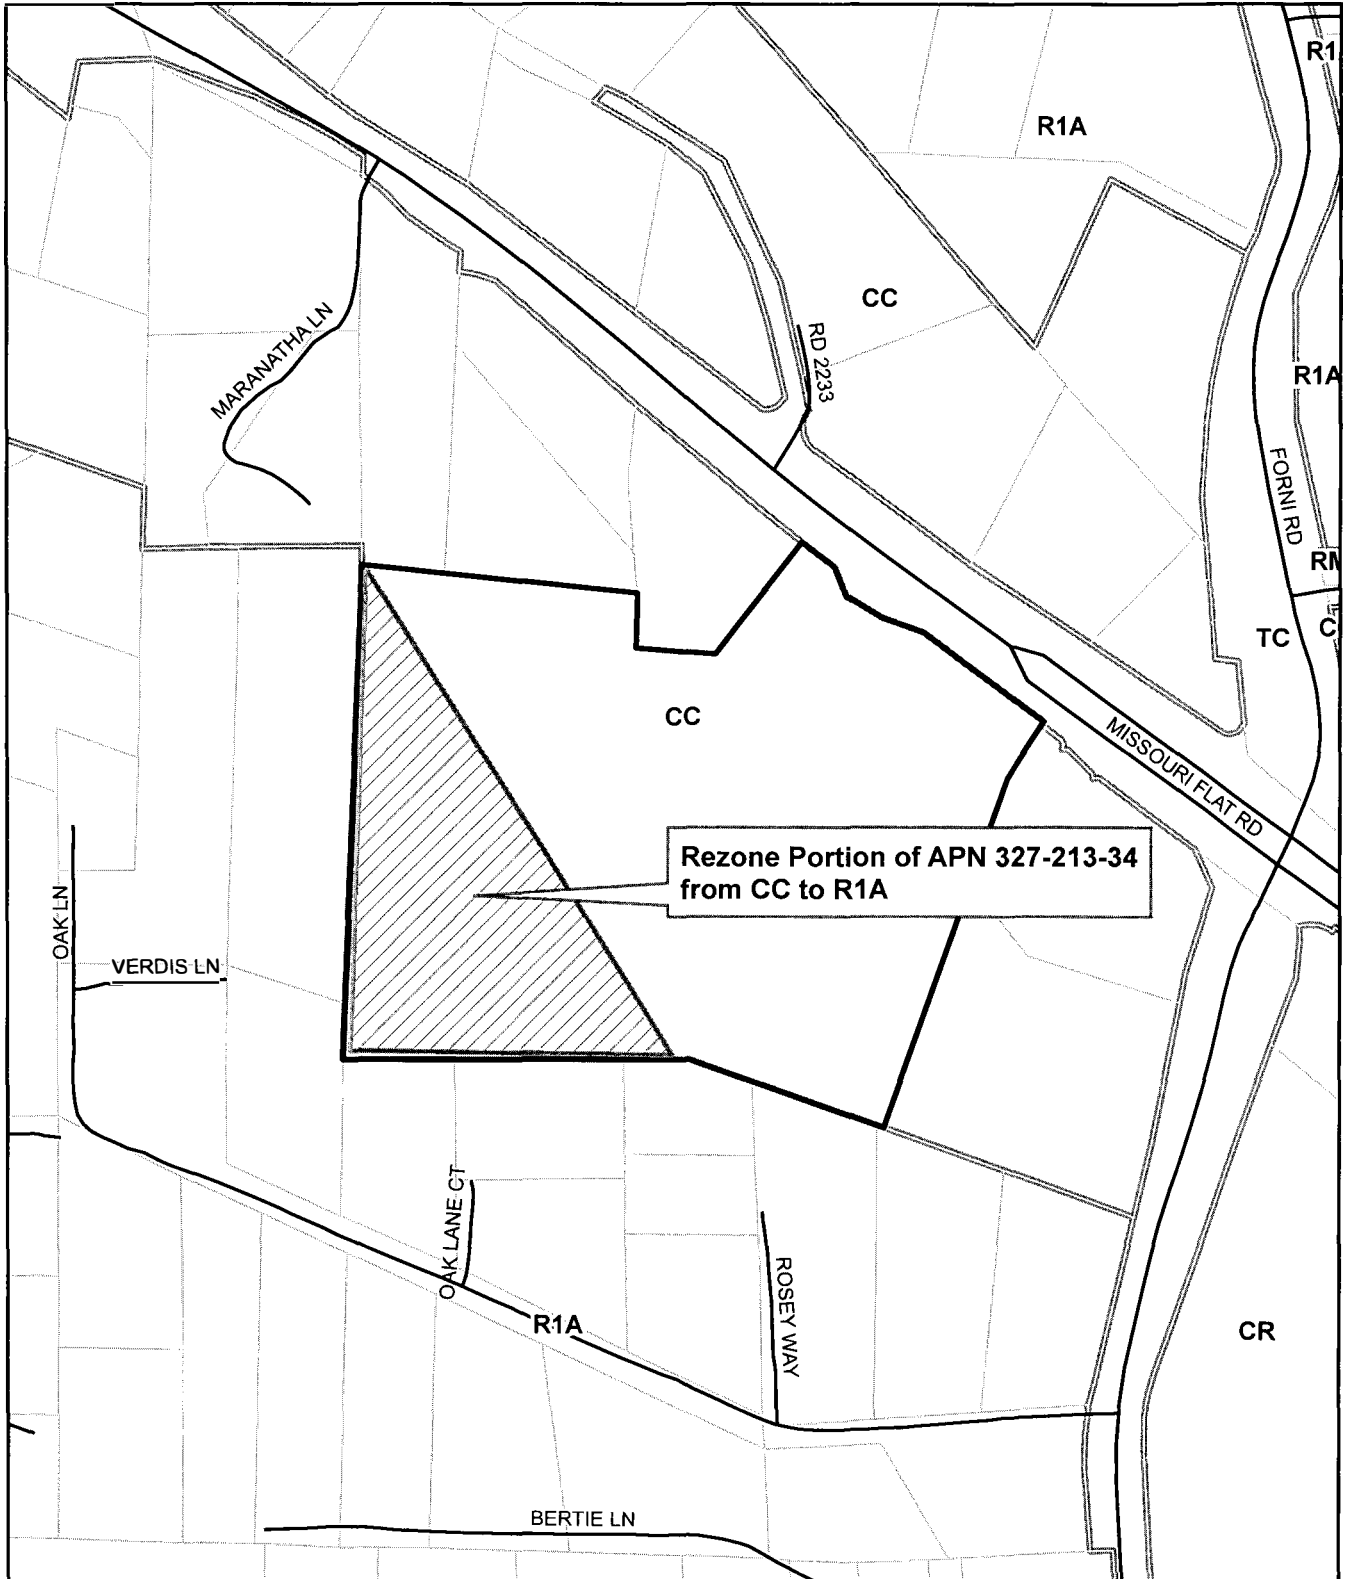 R1
R1A
CC
RD 2233
MARANATHA LN
R1A
FORNI RD
TC
C
CC
MISSOURI FLAT RD
Rezone Portion of APN 327-213-34
from CC to R1A
OAK LN
VERDIS LN
OAK LANE CT
R1A
ROSEY WAY
CR
BERTIE LN